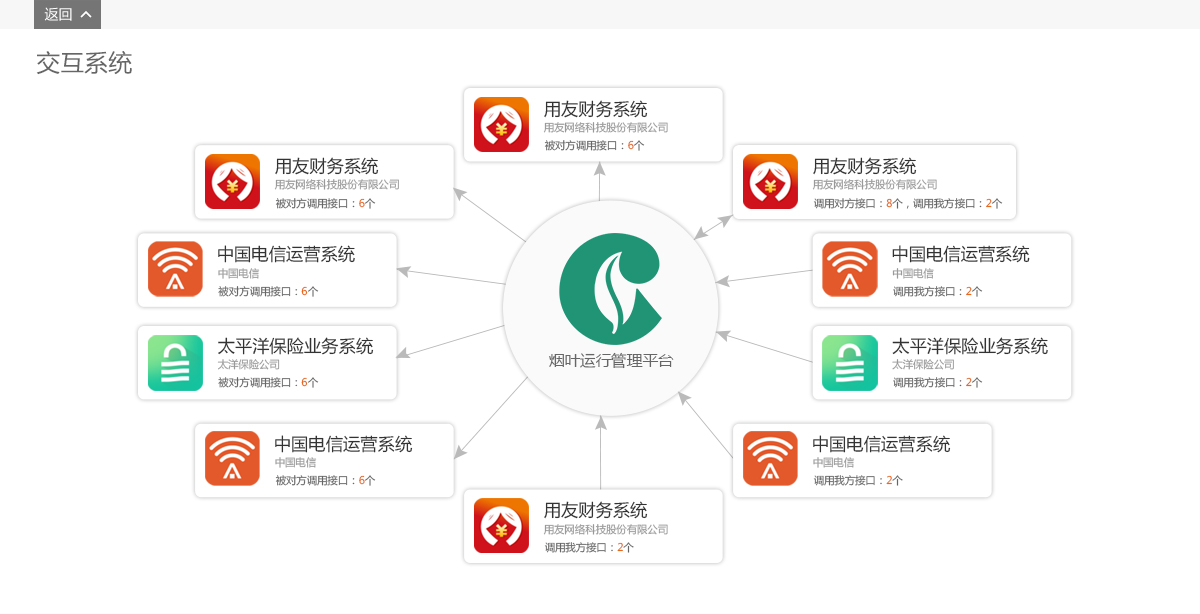 返回
交互系统
用友财务系统
用友网络科技股份有限公司
被对方调用接口：6个
用友财务系统
用友网络科技股份有限公司
被对方调用接口：6个
用友财务系统
用友网络科技股份有限公司
调用对方接口：8个，调用我方接口：2个
中国电信运营系统
中国电信
被对方调用接口：6个
中国电信运营系统
中国电信
调用我方接口：2个
太平洋保险业务系统
太洋保险公司
被对方调用接口：6个
烟叶运行管理平台
太平洋保险业务系统
太洋保险公司
调用我方接口：2个
中国电信运营系统
中国电信
被对方调用接口：6个
中国电信运营系统
中国电信
调用我方接口：2个
用友财务系统
用友网络科技股份有限公司
调用我方接口：2个